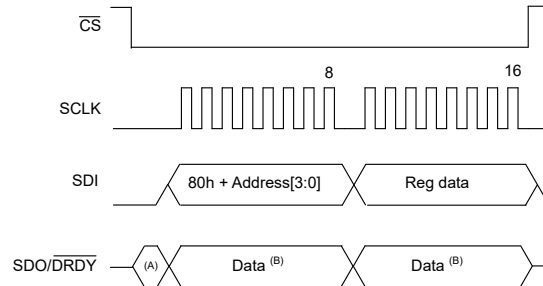 CS
8 16
SCLK
SDI 80h + Address[3:0] Reg data
SDO/DRDY (A) Data (B) Data (B)